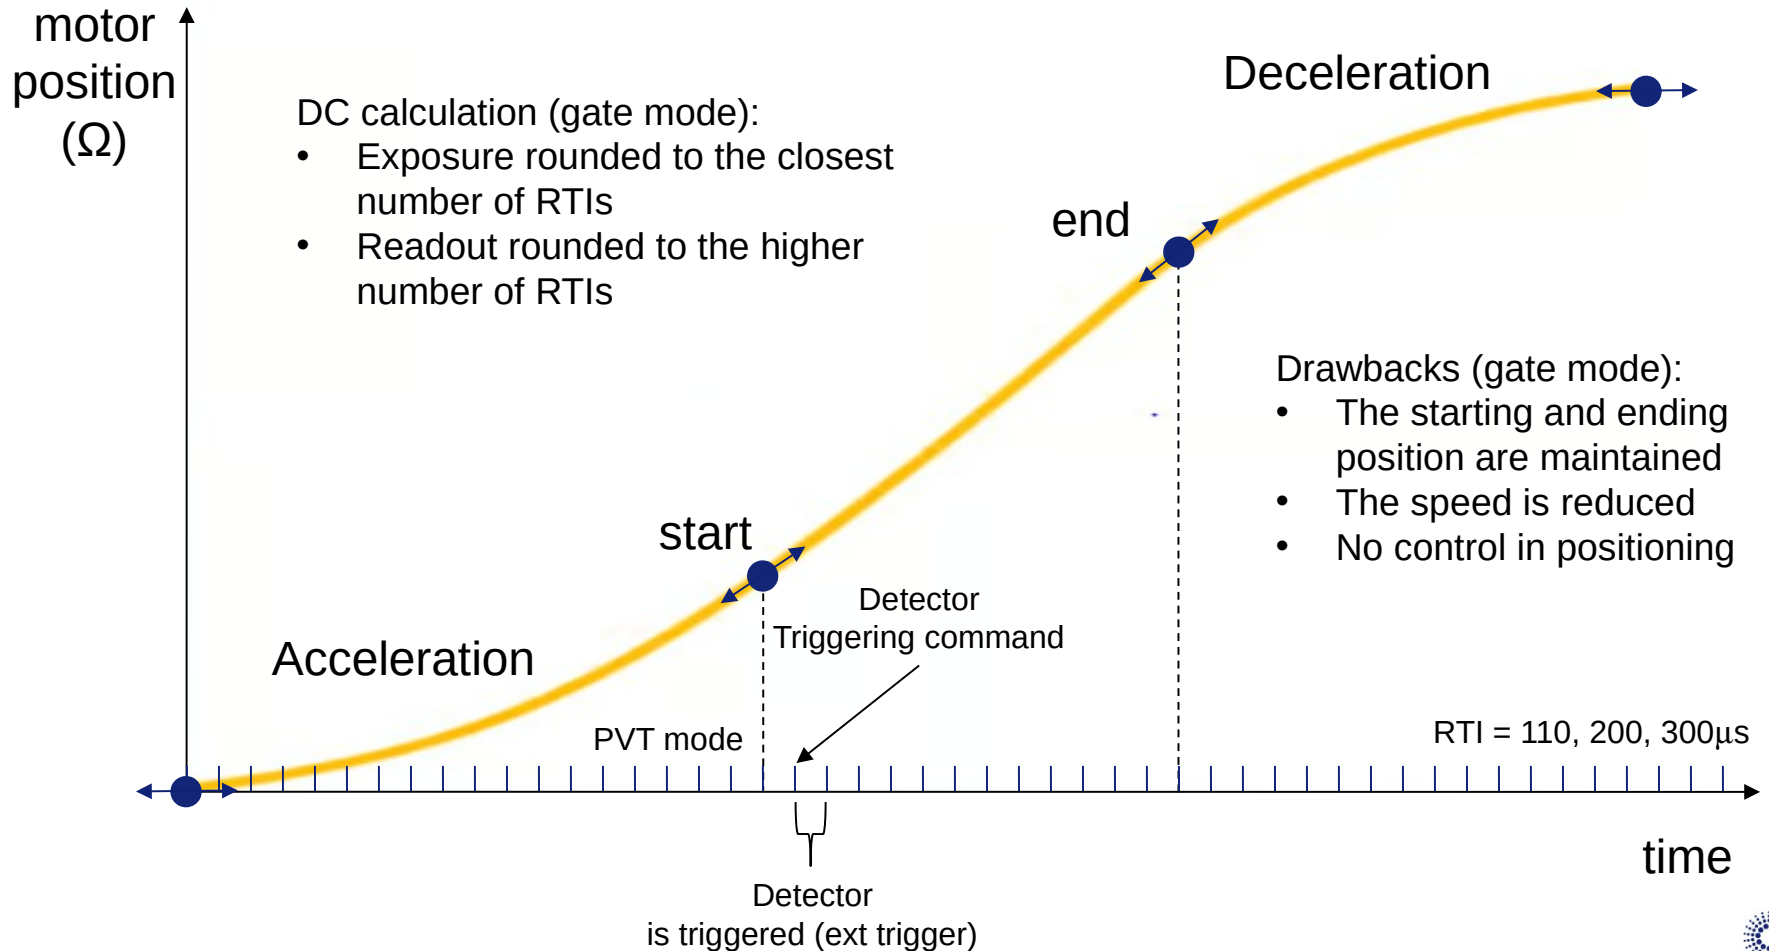 motor
position
(Ω)
DC calculation (gate mode):
• Exposure rounded to the closest
number of RTIs
• Readout rounded to the higher
number of RTIs
Deceleration
end
Drawbacks (gate mode):
• The starting and ending
position are maintained
• The speed is reduced
• No control in positioning
start
Detector
Triggering command
Acceleration
PVT mode
RTI = 110, 200, 300μs
time
Detector
is triggered (ext trigger)